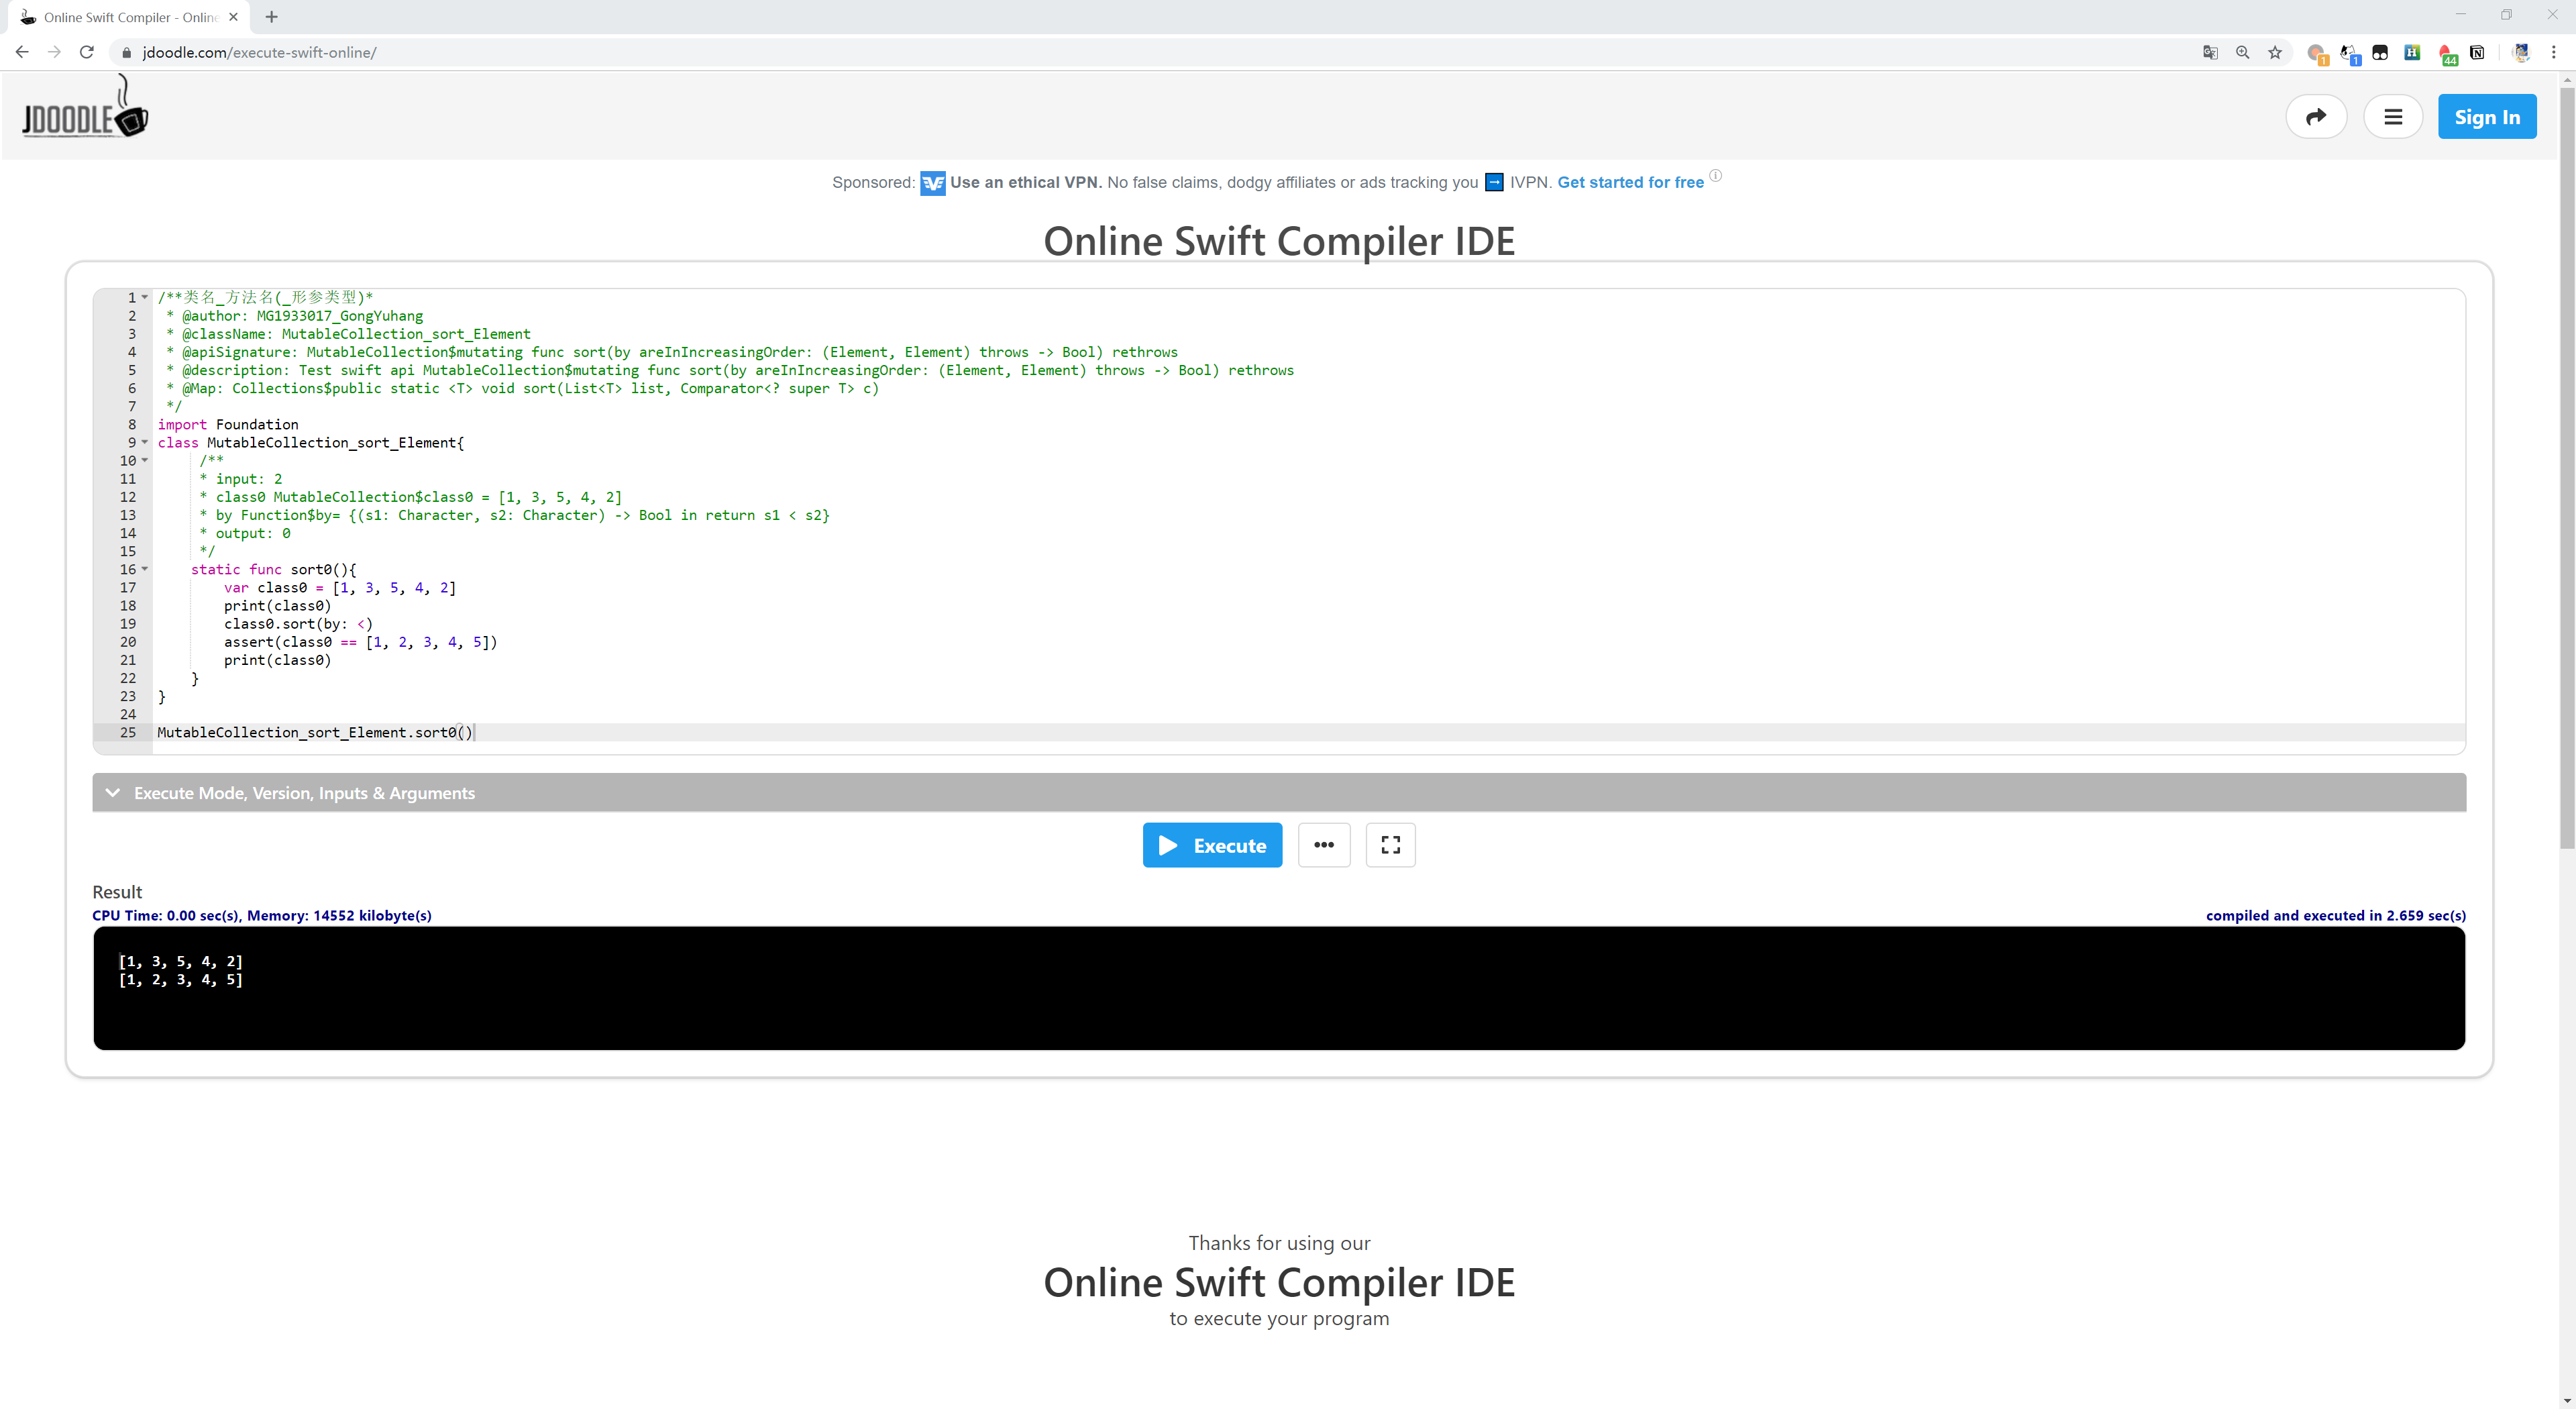 Online Swift Compiler - Online
jdoodle.com/execute-swift-online/
1
1
44
JDOODLE
Sign In
Sponsored: Use an ethical VPN. No false claims, dodgy affiliates or ads tracking you IVPN. Get started for free
Online Swift Compiler IDE
1 /**类名_方法名(_形参类型)*
2 * @author: MG1933017_GongYuhang
3 * @className: MutableCollection_sort_Element
4 * @apiSignature: MutableCollection$mutating func sort(by areInIncreasingOrder: (Element, Element) throws -> Bool) rethrows
5 * @description: Test swift api MutableCollection$mutating func sort(by areInIncreasingOrder: (Element, Element) throws -> Bool) rethrows
6 * @Map: Collections$public static <T> void sort(List<T> list, Comparator<? super T> c)
7 */
8 import Foundation
9 class MutableCollection_sort_Element{
10 /**
11 * input: 2
12 * class0 MutableCollection$class0 = [1, 3, 5, 4, 2]
13 * by Function$by= {(s1: Character, s2: Character) -> Bool in return s1 < s2}
14 * output: 0
15 */
16 static func sort0(){
17 var class0 = [1, 3, 5, 4, 2]
18 print(class0)
19 class0.sort(by: <)
20 assert(class0 == [1, 2, 3, 4, 5])
21 print(class0)
22 }
23 }
24
25 MutableCollection_sort_Element.sort0()
Execute Mode, Version, Inputs & Arguments
Execute
Result
CPU Time: 0.00 sec(s), Memory: 14552 kilobyte(s)
compiled and executed in 2.659 sec(s)
[1, 3, 5, 4, 2]
[1, 2, 3, 4, 5]
Thanks for using our
Online Swift Compiler IDE
to execute your program